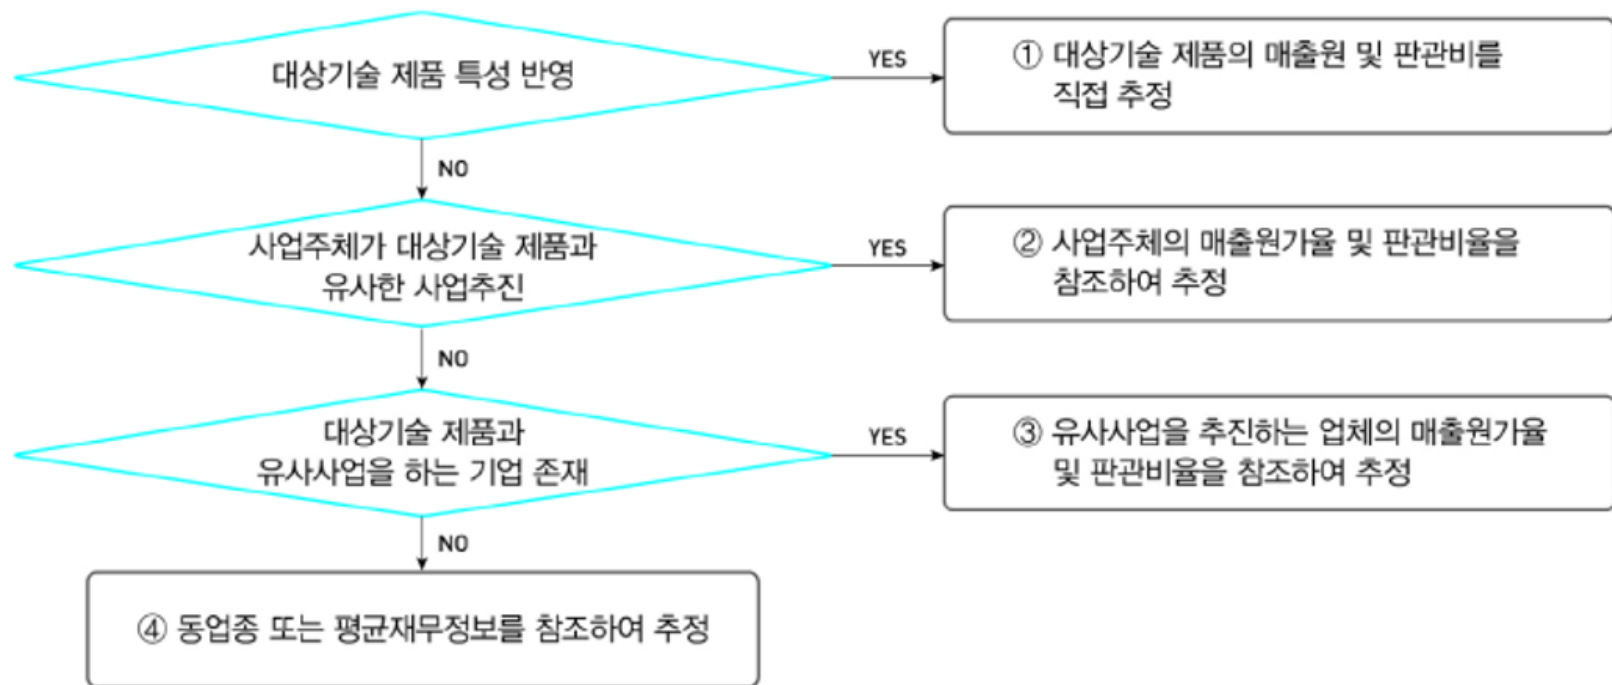 대상기술 제품 특성 반영
YES
① 대상기술 제품의 매출원 및 판관비를
직접 추정
NO
사업주체가 대상기술 제품과
유사한 사업추진
YES
② 사업주체의 매출원가율 및 판관비율을
참조하여 추정
NO
대상기술 제품과
유사사업을 하는 기업 존재
YES
③ 유사사업을 추진하는 업체의 매출원가율
및 판관비율을 참조하여 추정
NO
④ 동업종 또는 평균재무정보를 참조하여 추정